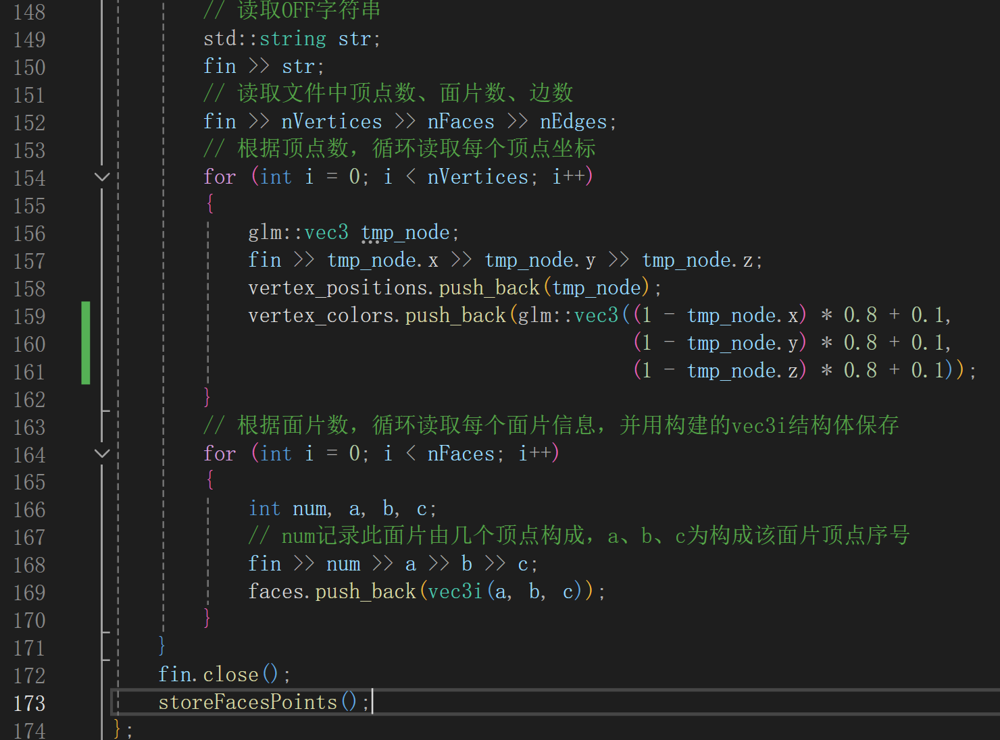 148 // 读取OFF字符串
149 std::string str;
150 fin >> str;
151 // 读取文件中顶点数、面片数、边数
152 fin >> nVertices >> nFaces >> nEdges;
153 // 根据顶点数，循环读取每个顶点坐标
154 for (int i = 0; i < nVertices; i++)
155 {
156 glm::vec3 tmp_node;
157 fin >> tmp_node.x >> tmp_node.y >> tmp_node.z;
158 vertex_positions.push_back(tmp_node);
159 vertex_colors.push_back(glm::vec3((1 - tmp_node.x) * 0.8 + 0.1,
160 (1 - tmp_node.y) * 0.8 + 0.1,
161 (1 - tmp_node.z) * 0.8 + 0.1));
162 }
163 // 根据面片数，循环读取每个面片信息，并用构建的vec3i结构体保存
164 for (int i = 0; i < nFaces; i++)
165 {
166 int num, a, b, c;
167 // num记录此面片由几个顶点构成，a、b、c为构成该面片顶点序号
168 fin >> num >> a >> b >> c;
169 faces.push_back(vec3i(a, b, c));
170 }
171 }
172 fin.close();
173 storeFacesPoints();
174 };